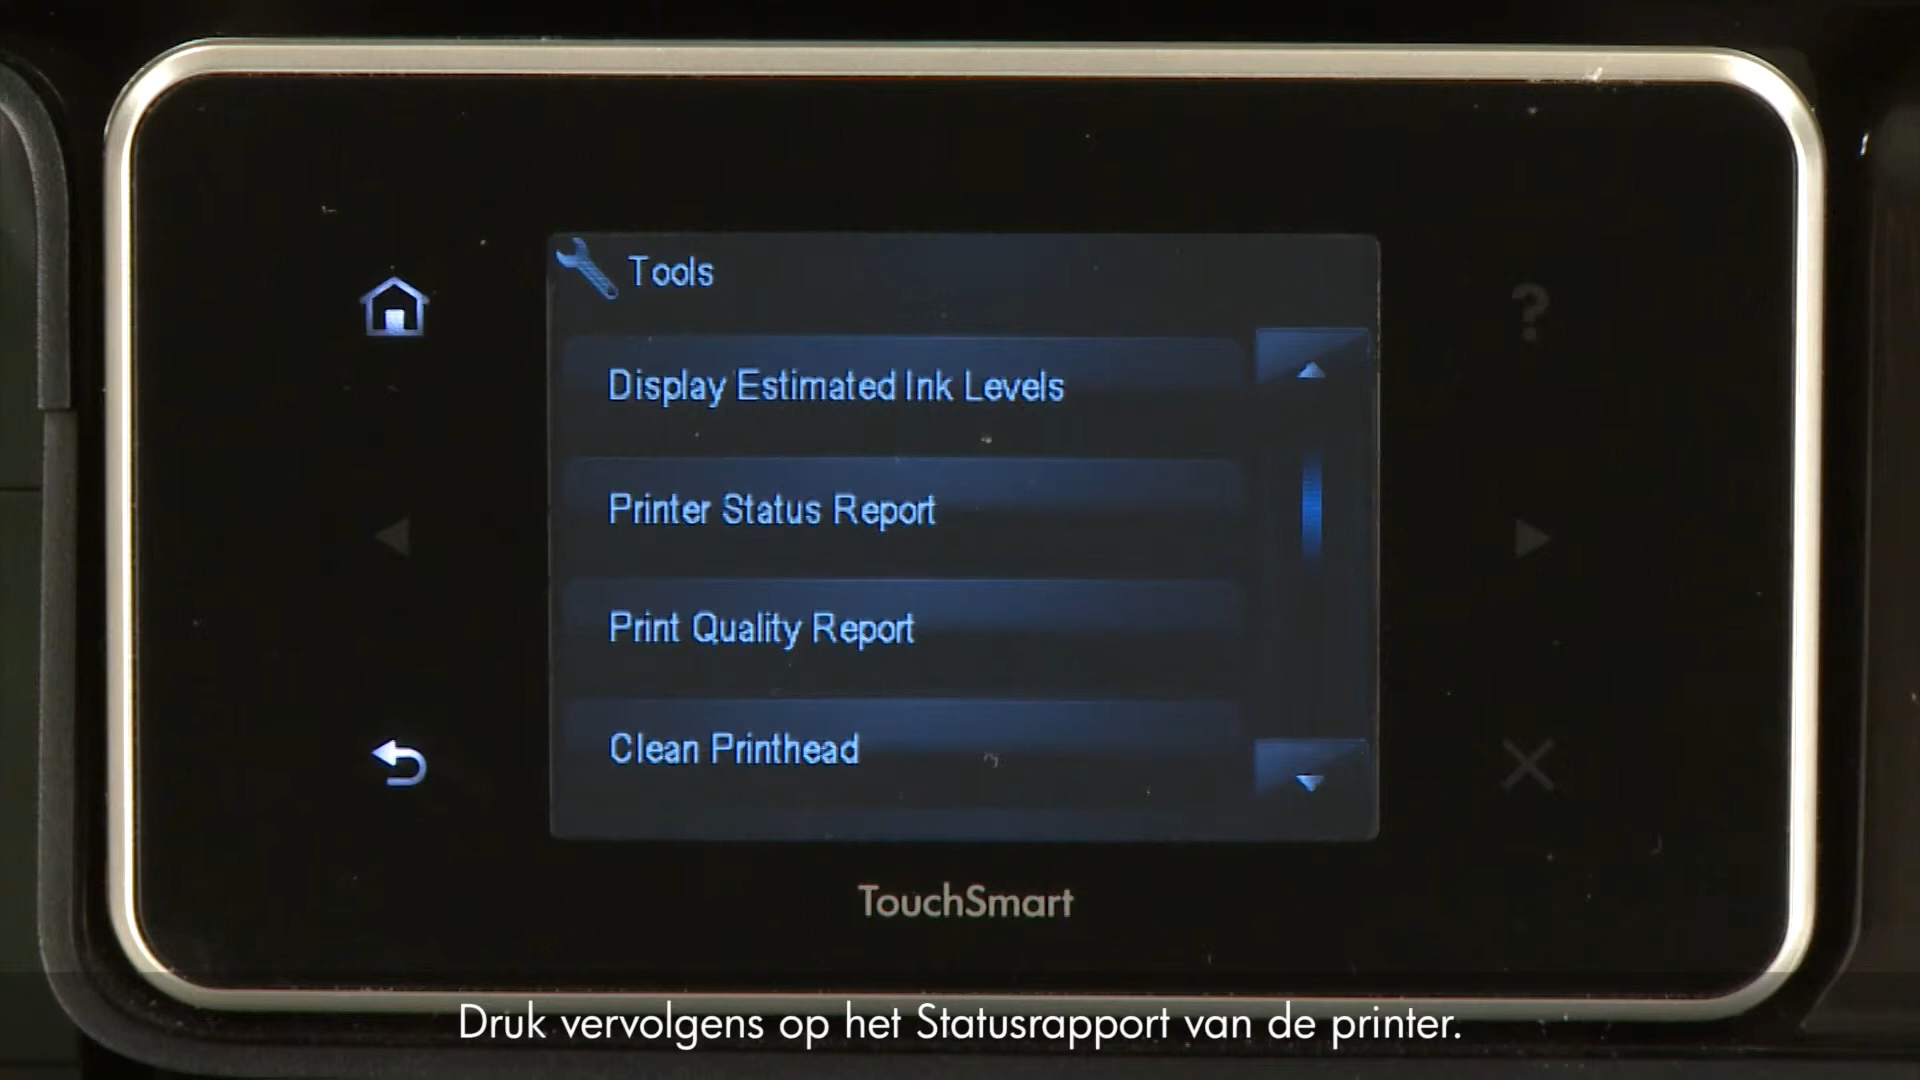 Tools
Display Estimated Ink Levels
Printer Status Report
Print Quality Report
Clean Printhead
TouchSmart
Druk vervolgens op het Statusrapport van de printer.